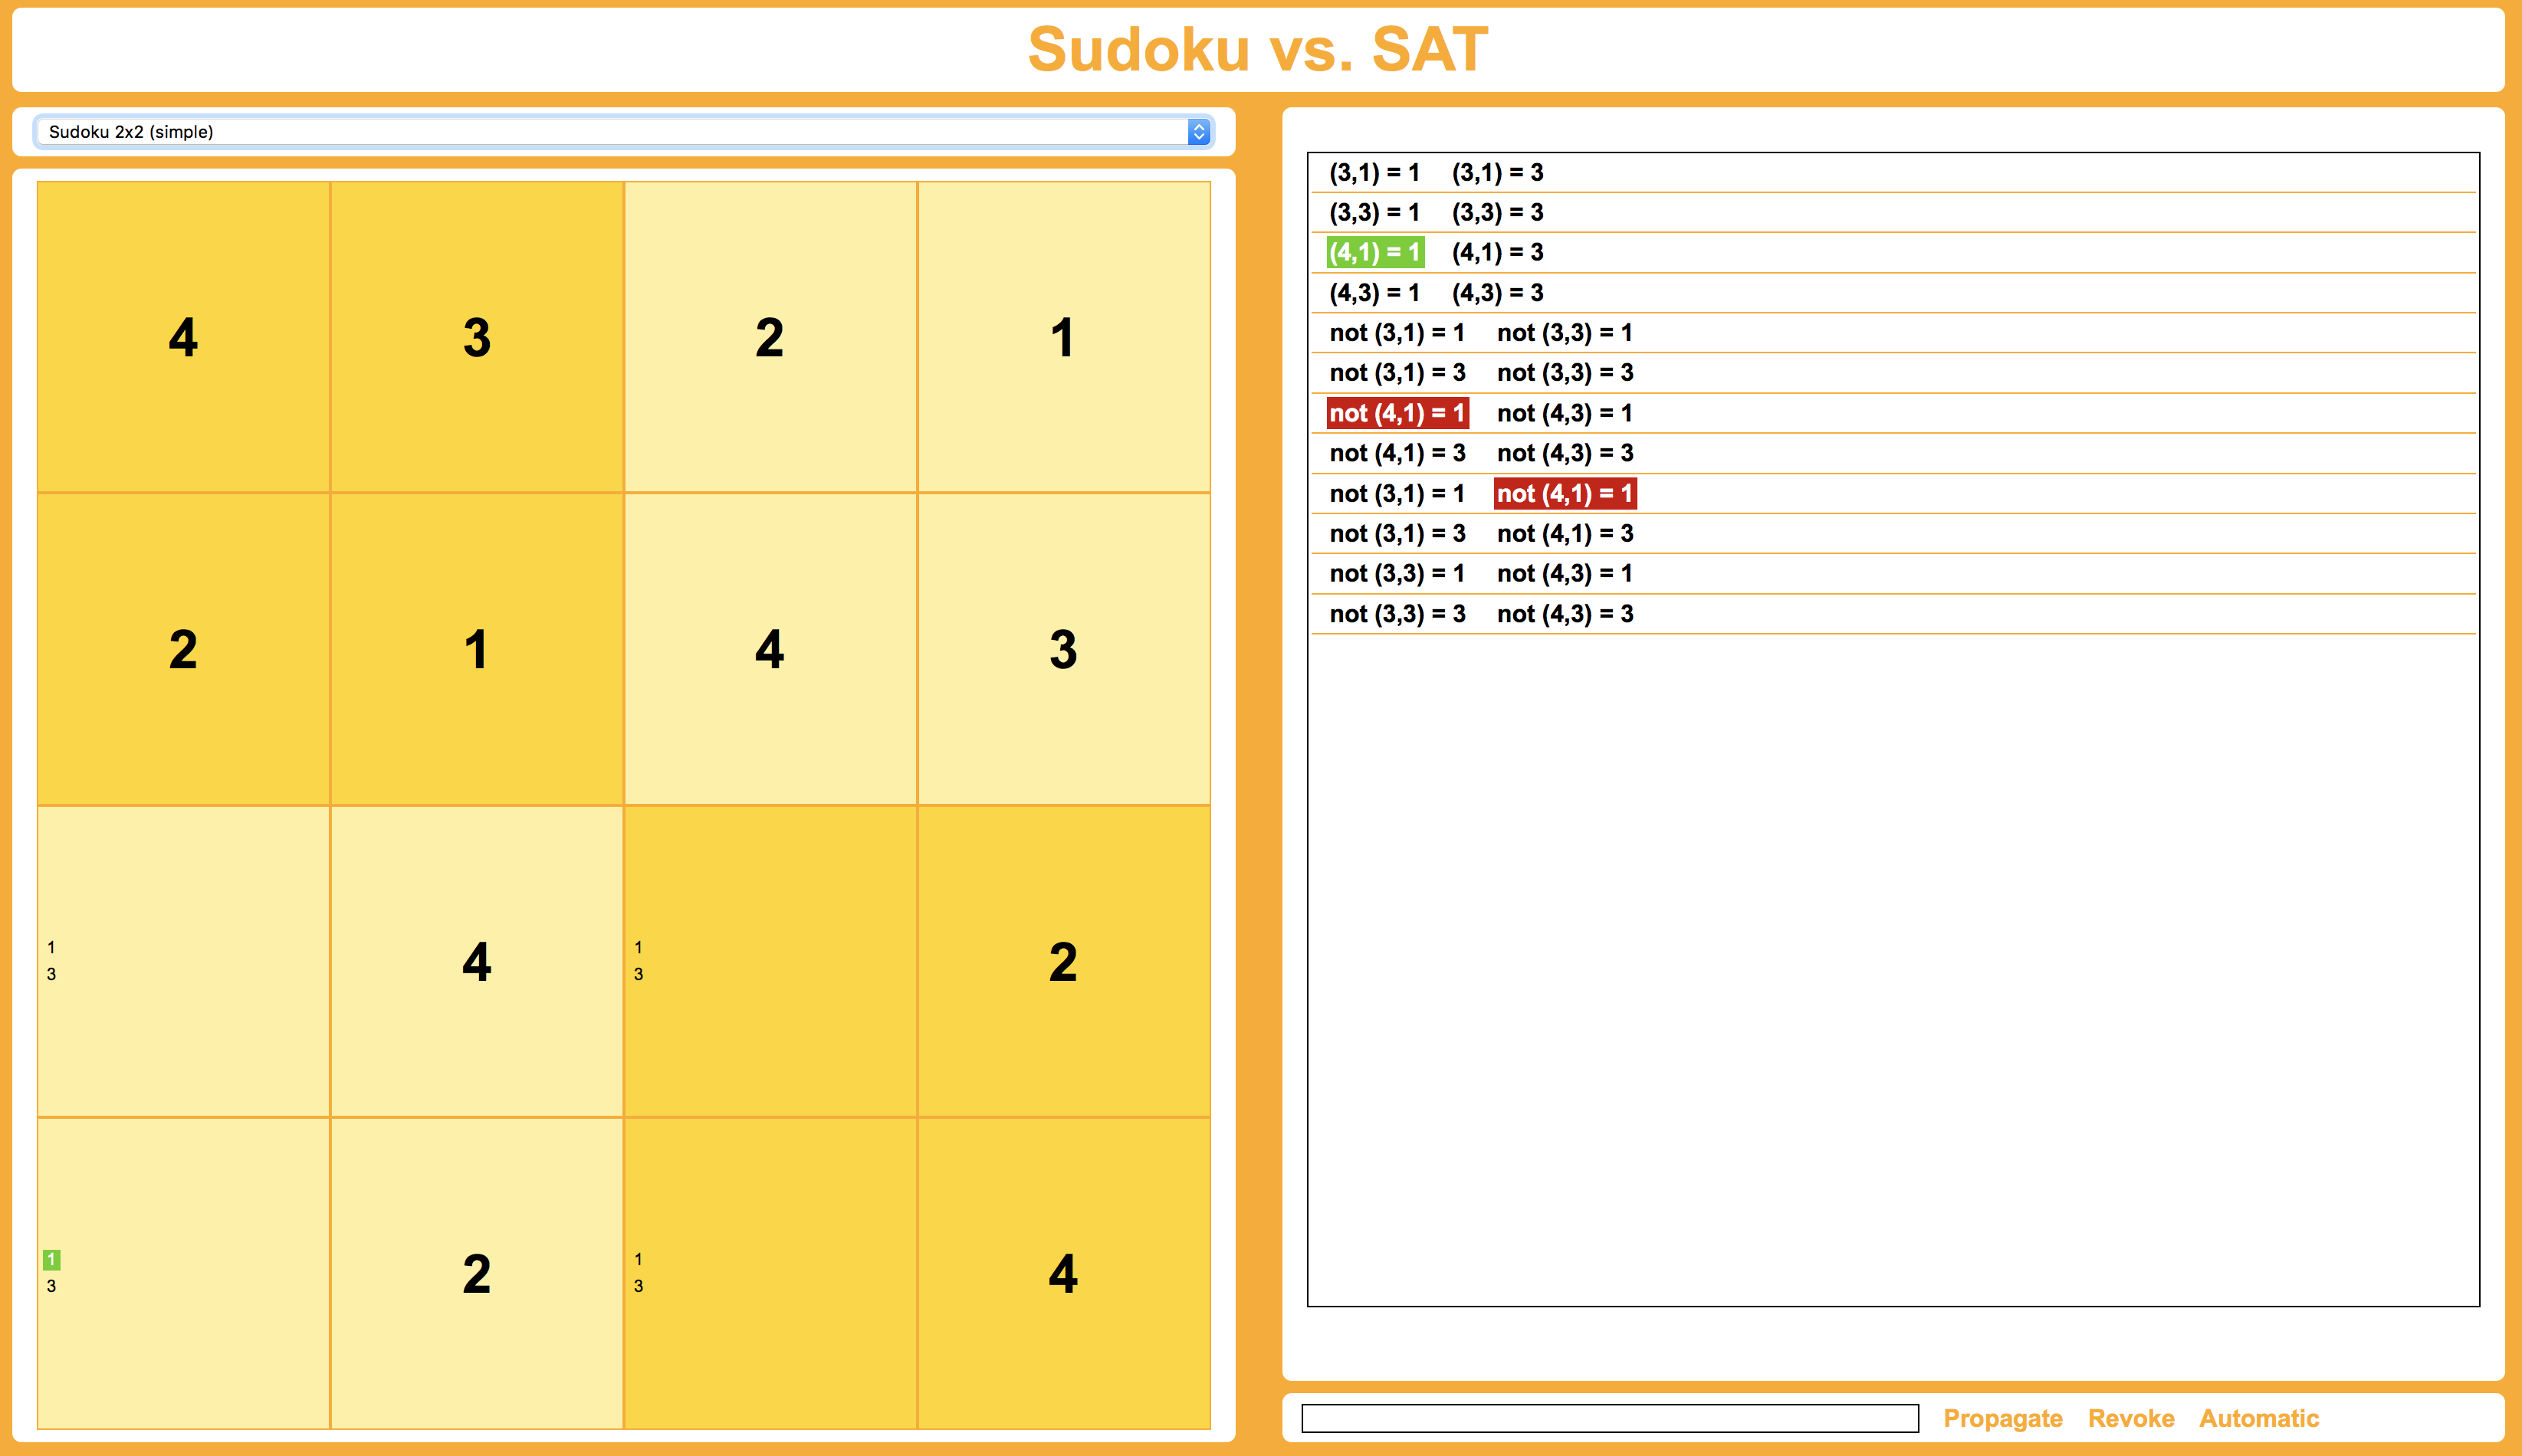 Sudoku vs. SAT
Sudoku 2x2 (simple)
4 3 2 1
2 1 4 3
1 4 1 2
3 3
1 2 1 4
3 3
(3,1) = 1 (3,1) = 3
(3,3) = 1 (3,3) = 3
(4,1) = 1 (4,1) = 3
(4,3) = 1 (4,3) = 3
not (3,1) = 1 not (3,3) = 1
not (3,1) = 3 not (3,3) = 3
not (4,1) = 1 not (4,3) = 1
not (4,1) = 3 not (4,3) = 3
not (3,1) = 1 not (4,1) = 1
not (3,1) = 3 not (4,1) = 3
not (3,3) = 1 not (4,3) = 1
not (3,3) = 3 not (4,3) = 3
Propagate Revoke Automatic